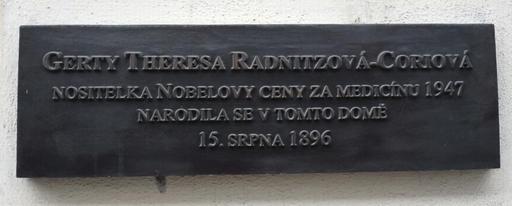 Gerty Theresa Radnitzová-Coriová
nositelka Nobelovy ceny za medicínu 1947
narodila se v tomto domě
15. srpna 1896